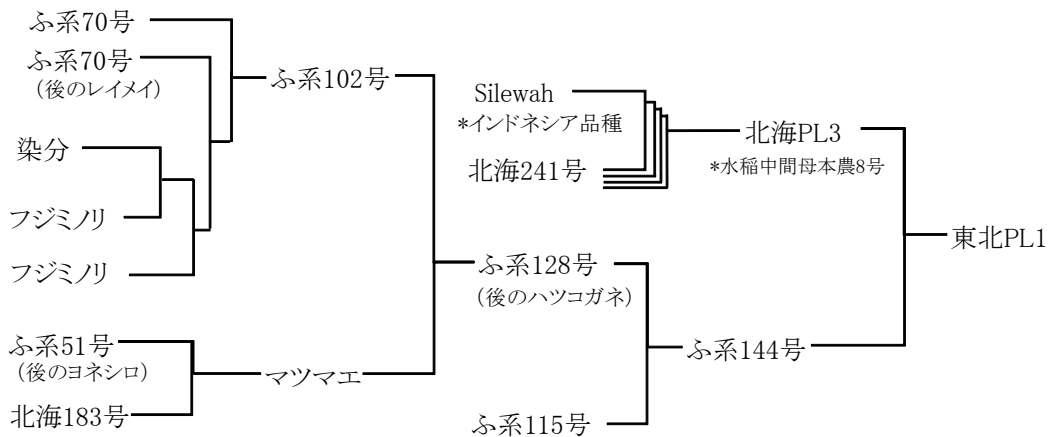 ふ系70号
ふ系70号
(後のレイメイ)
染分
フジミノリ
フジミノリ
ふ系102号
ふ系51号
(後のヨネシロ)
北海183号
マツマエ
Silewah
*インドネシア品種
北海241号
ふ系128号
(後のハツコガネ)
ふ系115号
北海PL3
*水稲中間母本農8号
ふ系144号
東北PL1